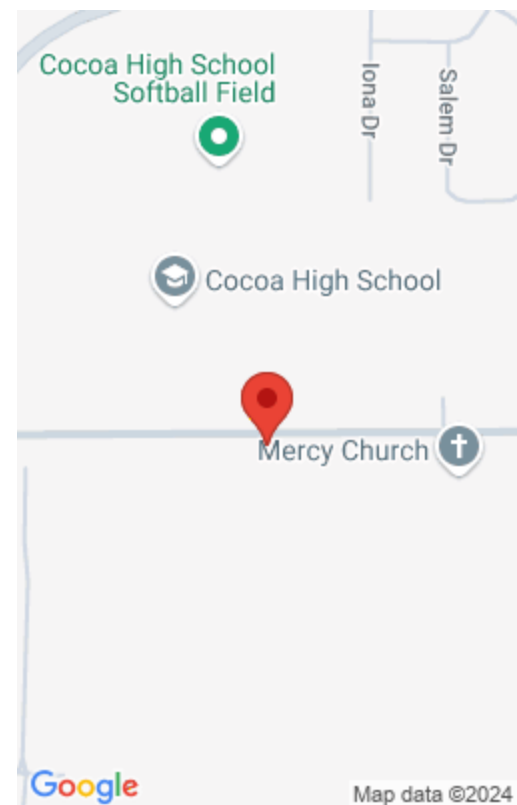 Cocoa High School
Softball Field
Iona Dr
Salem Dr
Cocoa High School
Mercy Church
Google
Map data ©2024